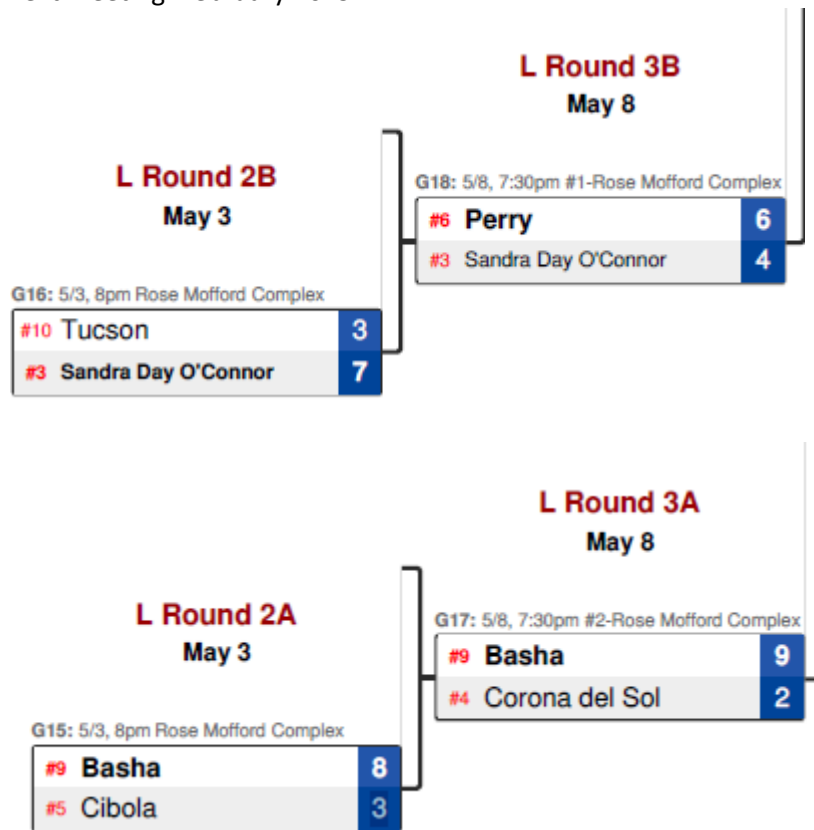 L Round 3B
May 8
L Round 2B
May 3
G18: 5/8, 7:30pm #1-Rose Mofford Complex
#6 Perry 6
#3 Sandra Day O'Connor 4
G16: 5/3, 8pm Rose Mofford Complex
#10 Tucson 3
#3 Sandra Day O'Connor 7
L Round 3A
May 8
L Round 2A
May 3
G17: 5/8, 7:30pm #2-Rose Mofford Complex
#9 Basha 9
#4 Corona del Sol 2
G15: 5/3, 8pm Rose Mofford Complex
#9 Basha 8
#5 Cibola 3